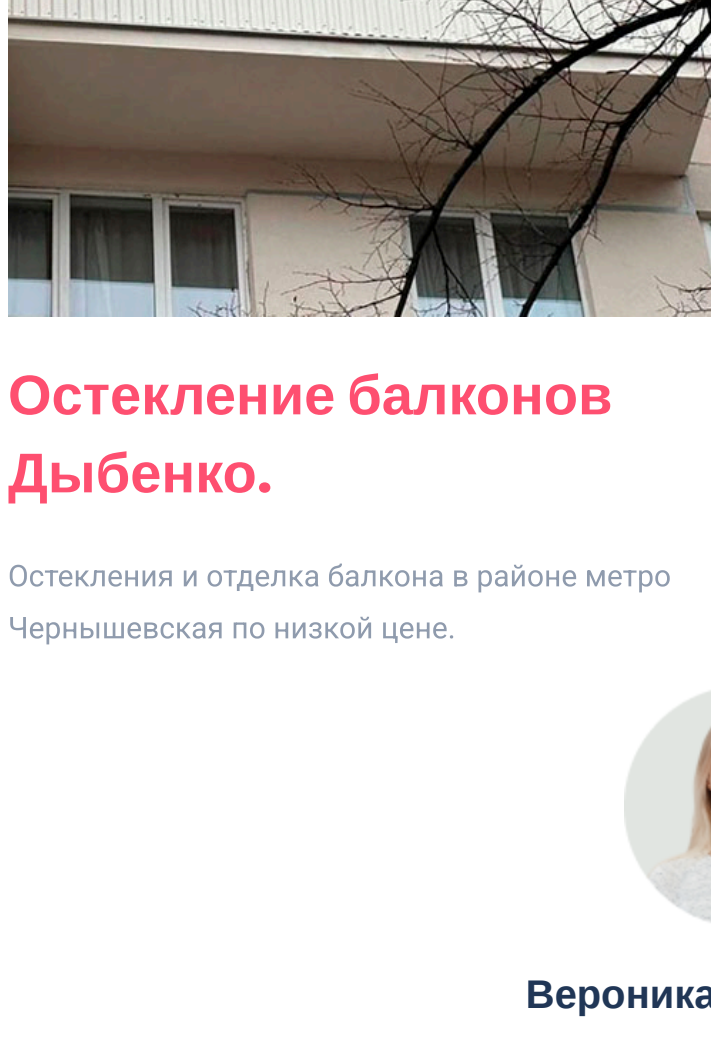 Остекление балконов
Дыбенко.
Остекления и отделка балкона в районе метро
Чернышевская по низкой цене.
Вероника